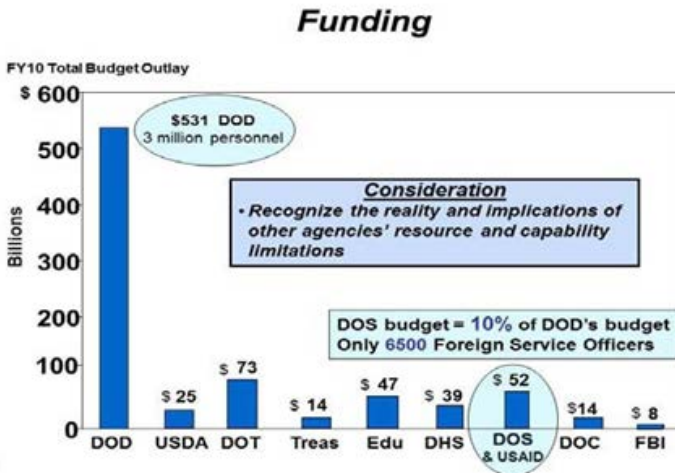 Funding
FY10 Total Budget Outlay
$ 600
500
400
300
200
100
0
Billions
$531 DOD
3 million personnel
Consideration
• Recognize the reality and implications of
other agencies' resource and capability
limitations
DOS budget = 10% of DOD's budget
Only 6500 Foreign Service Officers
$ 25
$ 73
$ 14
$ 47
$ 39
$ 52
$14
$ 8
DOD USDA DOT Treas Edu DHS DOS DOC FBI
& USAID